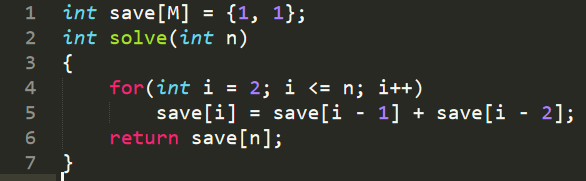 1 int save[M] = {1, 1};
2 int solve(int n)
3 {
4     for(int i = 2; i <= n; i++)
5         save[i] = save[i - 1] + save[i - 2];
6     return save[n];
7 }